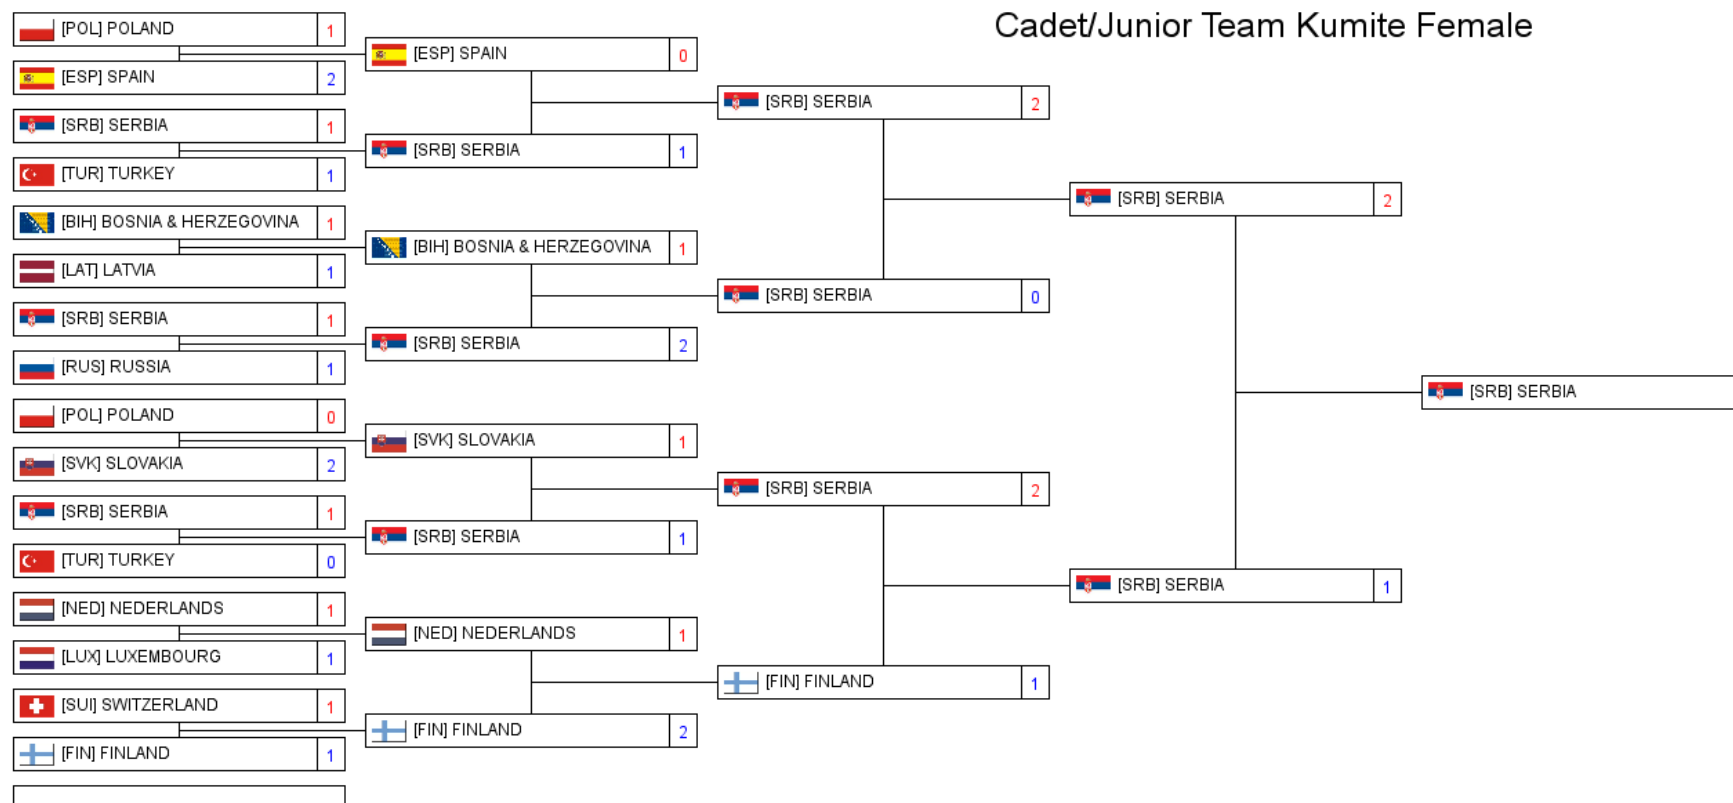 Cadet/Junior Team Kumite Female
[POL] POLAND 1
[ESP] SPAIN 2
[SRB] SERBIA 1
[TUR] TURKEY 1
[BIH] BOSNIA & HERZEGOVINA 1
[LAT] LATVIA 1
[SRB] SERBIA 1
[RUS] RUSSIA 1
[POL] POLAND 0
[SVK] SLOVAKIA 2
[SRB] SERBIA 1
[TUR] TURKEY 0
[NED] NEDERLANDS 1
[LUX] LUXEMBOURG 1
[SUI] SWITZERLAND 1
[FIN] FINLAND 1
[ESP] SPAIN 0
[SRB] SERBIA 1
[BIH] BOSNIA & HERZEGOVINA 1
[SRB] SERBIA 2
[SVK] SLOVAKIA 1
[SRB] SERBIA 1
[NED] NEDERLANDS 1
[FIN] FINLAND 2
[SRB] SERBIA 2
[SRB] SERBIA 0
[SRB] SERBIA 2
[FIN] FINLAND 1
[SRB] SERBIA 2
[SRB] SERBIA 1
[SRB] SERBIA